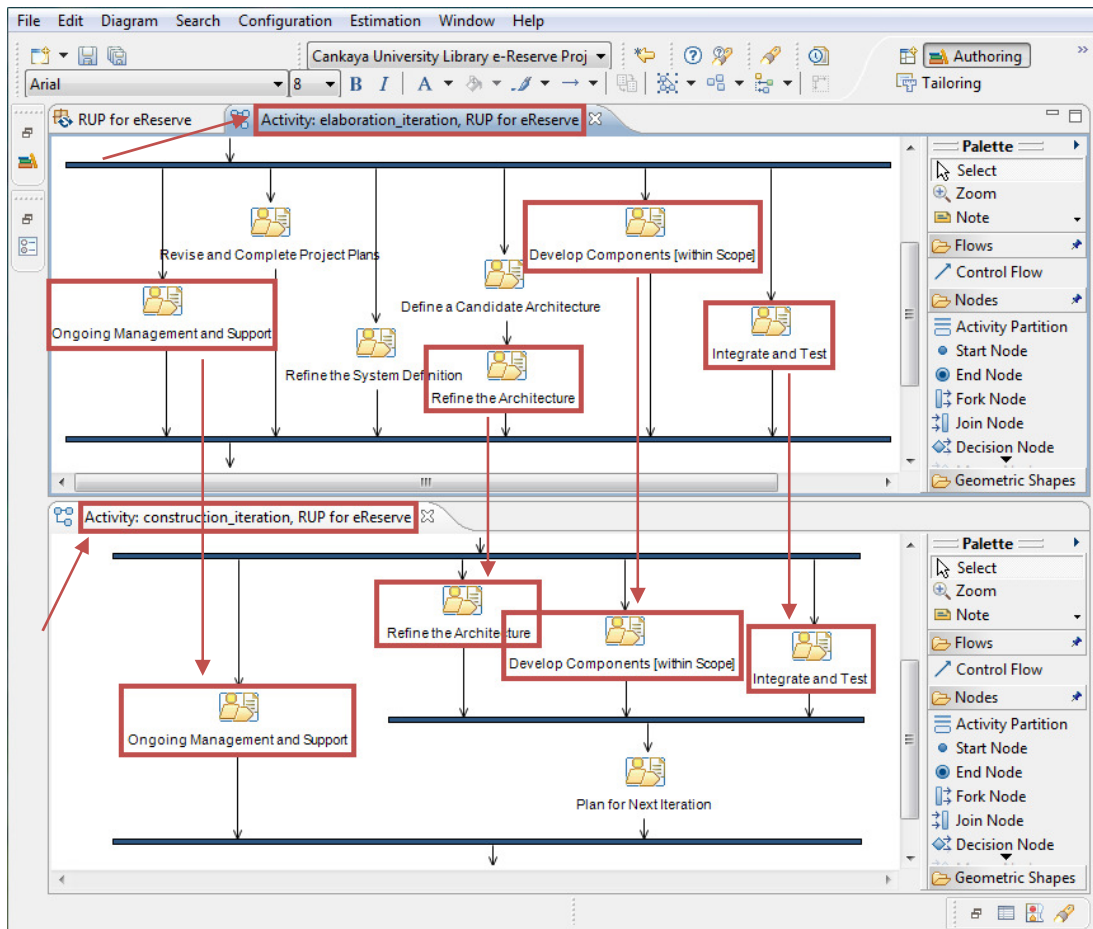 File Edit Diagram Search Configuration Estimation Window Help
Cankaya University Library e-Reserve Proj
Authoring
Arial 8 B I A
Tailoring
RUP for eReserve
Activity: elaboration_iteration, RUP for eReserve
Palette
Select
Zoom
Note
Flows
Control Flow
Nodes
Activity Partition
Start Node
End Node
Fork Node
Join Node
Decision Node
Geometric Shapes
Revise and Complete Project Plans
Develop Components [within Scope]
Define a Candidate Architecture
Ongoing Management and Support
Integrate and Test
Refine the System Definition
Refine the Architecture
Activity: construction_iteration, RUP for eReserve
Palette
Select
Zoom
Note
Flows
Control Flow
Nodes
Activity Partition
Start Node
End Node
Fork Node
Join Node
Decision Node
Geometric Shapes
Refine the Architecture
Develop Components [within Scope]
Integrate and Test
Ongoing Management and Support
Plan for Next Iteration